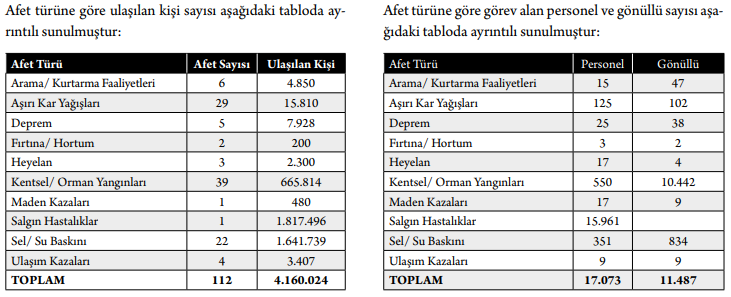 Afet türüne göre ulaşılan kişi sayısı aşağıdaki tabloda ay-
rıntılı sunulmuştur:
Afet Türü Afet Sayısı Ulaşılan Kişi
Arama/ Kurtarma Faaliyetleri 6 4.850
Aşırı Kar Yağışları 29 15.810
Deprem 5 7.928
Fırtına/ Hortum 2 200
Heyelan 3 2.300
Kentsel/ Orman Yangınları 39 665.814
Maden Kazaları 1 480
Salgın Hastalıklar 1 1.817.496
Sel/ Su Baskını 22 1.641.739
Ulaşım Kazaları 4 3.407
TOPLAM 112 4.160.024
Afet türüne göre görev alan personel ve gönüllü sayısı aşa-
ğıdaki tabloda ayrıntılı sunulmuştur:
Afet Türü Personel Gönüllü
Arama/ Kurtarma Faaliyetleri 15 47
Aşırı Kar Yağışları 125 102
Deprem 25 38
Fırtına/ Hortum 3 2
Heyelan 17 4
Kentsel/ Orman Yangınları 550 10.442
Maden Kazaları 17 9
Salgın Hastalıklar 15.961
Sel/ Su Baskını 351 834
Ulaşım Kazaları 9 9
TOPLAM 17.073 11.487